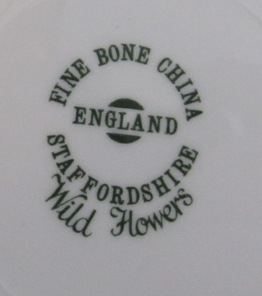 FINE BONE CHINA
ENGLAND
STAFFORDSHIRE
Wild Flowers